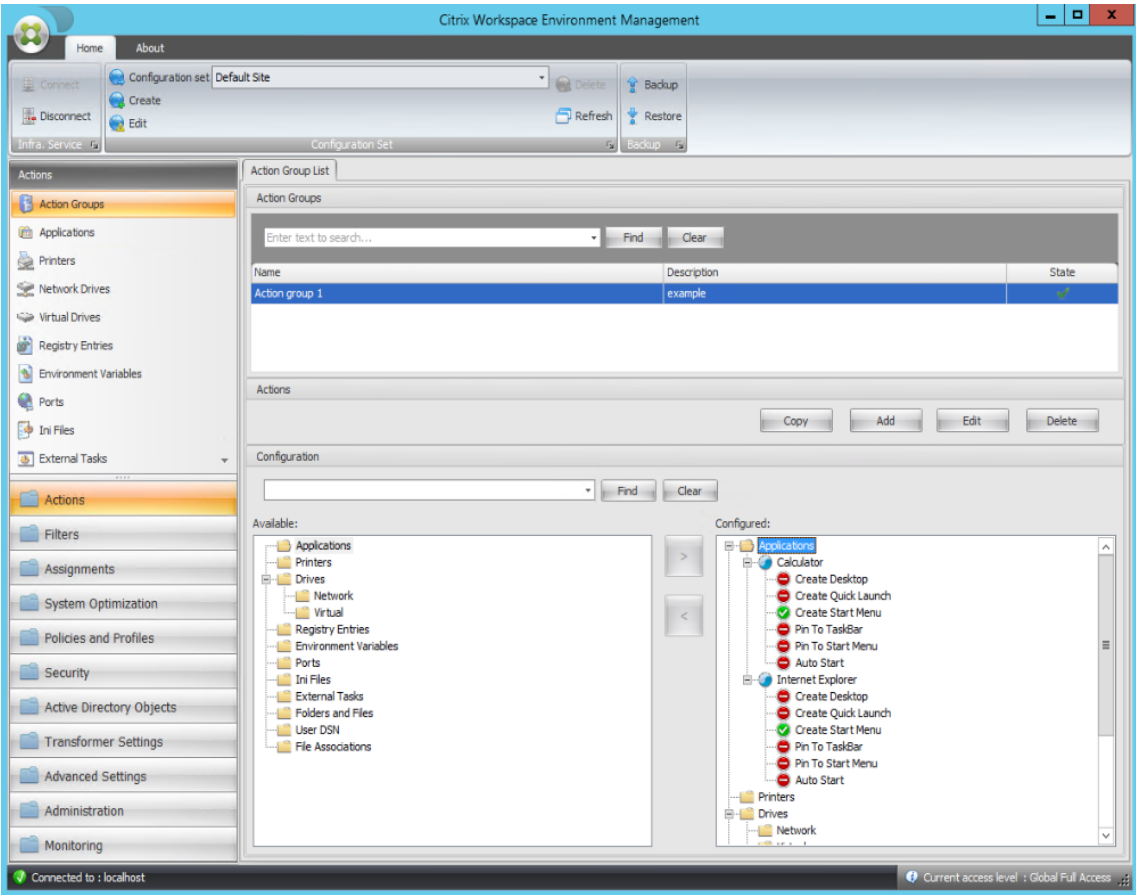 Citrix Workspace Environment Management
Home About
Connect
Disconnect
Infra. Service
Configuration set Default Site
Create
Edit
Delete
Refresh
Configuration Set
Backup
Restore
Backup
Actions
Action Groups
Applications
Printers
Network Drives
Virtual Drives
Registry Entries
Environment Variables
Ports
Ini Files
External Tasks
Actions
Filters
Assignments
System Optimization
Policies and Profiles
Security
Active Directory Objects
Transformer Settings
Advanced Settings
Administration
Monitoring
Action Group List
Action Groups
Enter text to search... Find Clear
Name Description State
Action group 1 example
Actions
Copy Add Edit Delete
Configuration
Find Clear
Available:
Applications
Printers
Drives
Network
Virtual
Registry Entries
Environment Variables
Ports
Ini Files
External Tasks
Folders and Files
User DSN
File Associations
>
<
Configured:
Applications
Calculator
Create Desktop
Create Quick Launch
Create Start Menu
Pin To TaskBar
Pin To Start Menu
Auto Start
Internet Explorer
Create Desktop
Create Quick Launch
Create Start Menu
Pin To TaskBar
Pin To Start Menu
Auto Start
Printers
Drives
Network
Connected to : localhost
Current access level : Global Full Access